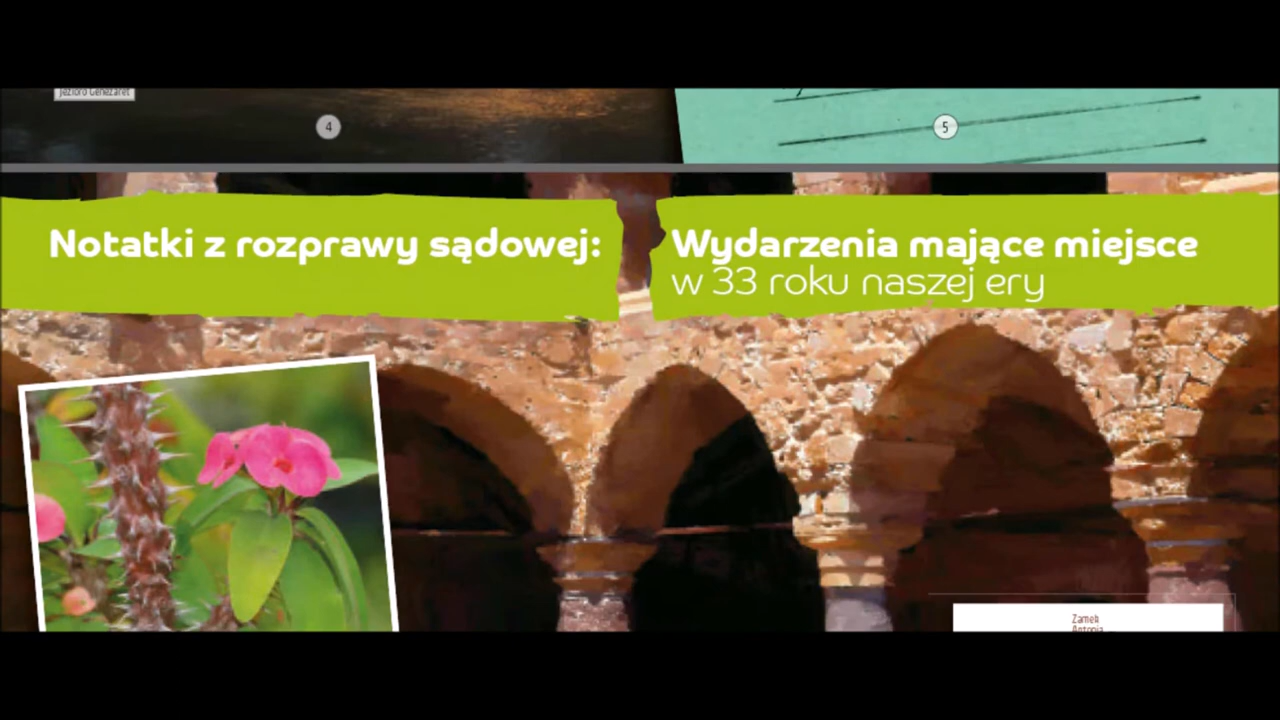 Jezioro Genezaret
4
5
Notatki z rozprawy sądowej:
Wydarzenia mające miejsce
w 33 roku naszej ery
Zamek
Antonia